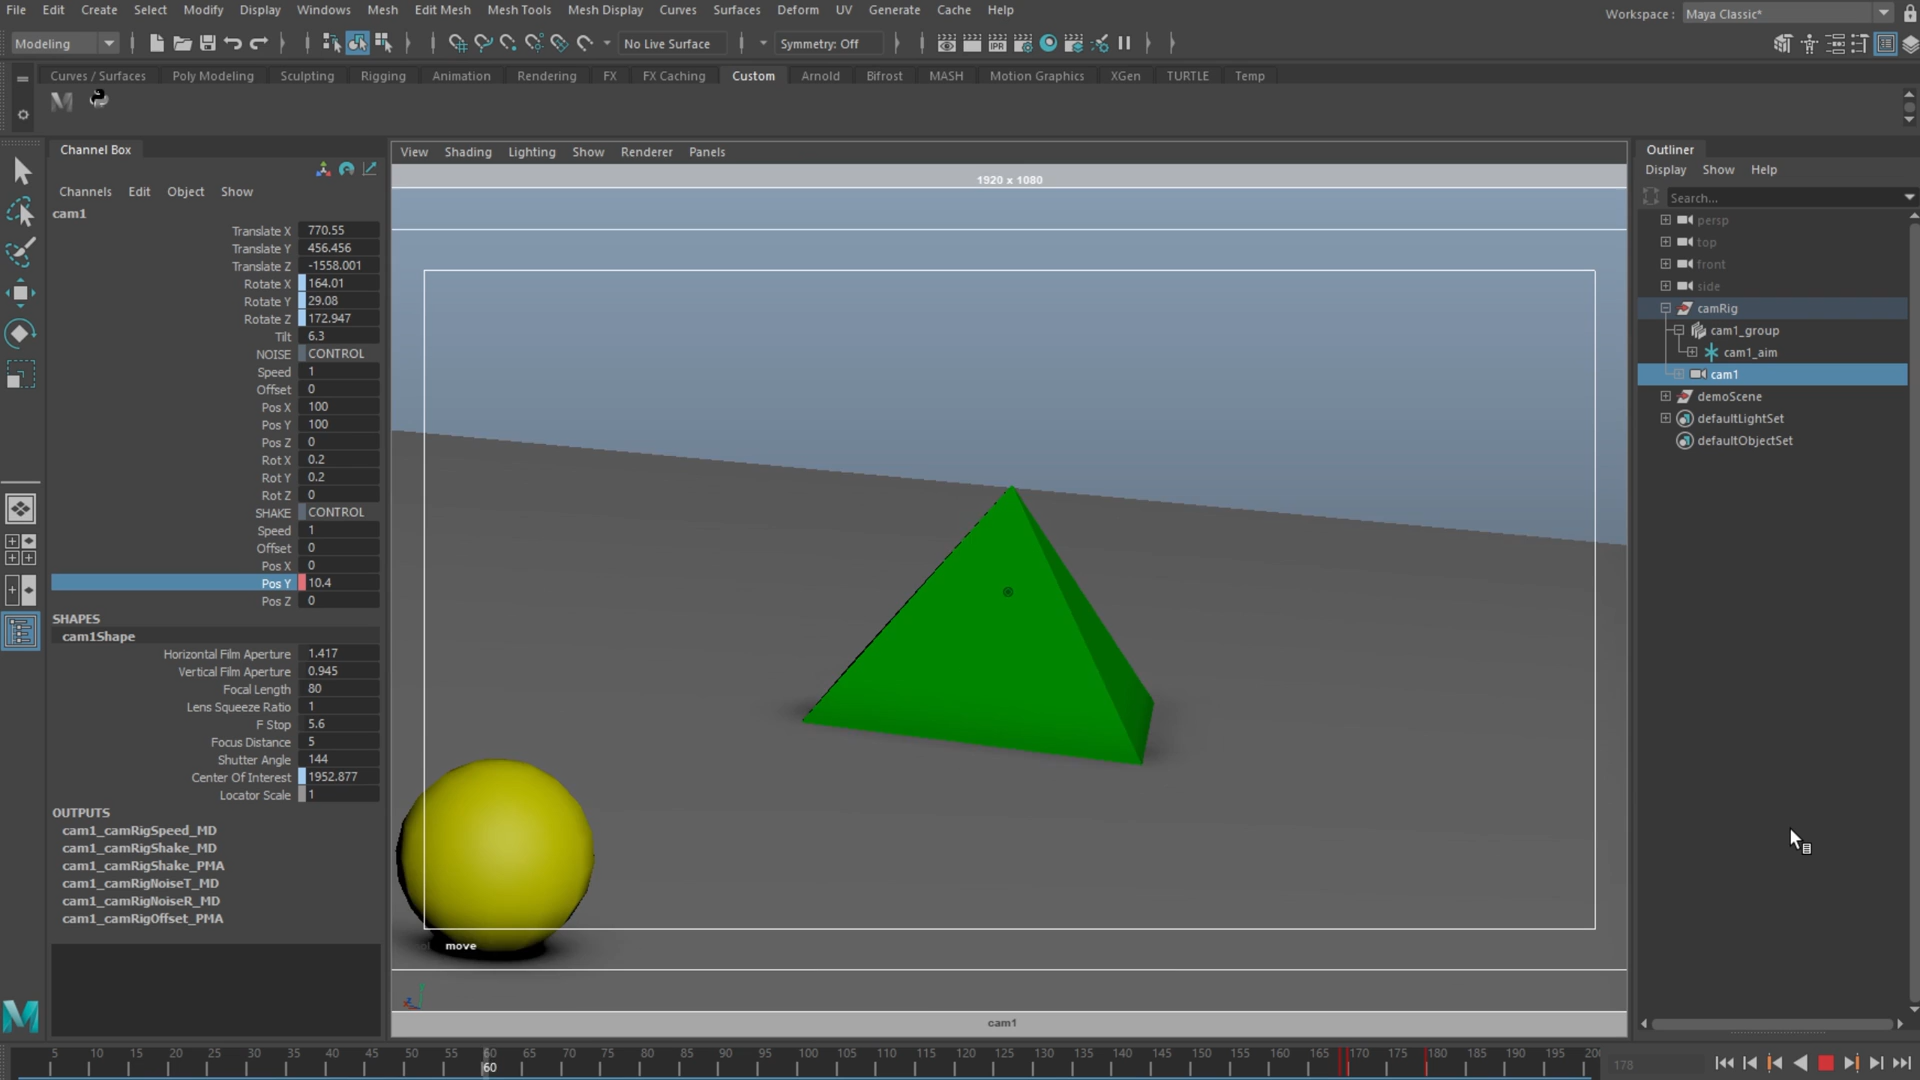 File Edit Create Select Modify Display Windows Mesh Edit Mesh Mesh Tools Mesh Display Curves Surfaces Deform UV Generate Cache Help
Workspace : Maya Classic*
Modeling No Live Surface Symmetry: Off IPR
Curves / Surfaces Poly Modeling Sculpting Rigging Animation Rendering FX FX Caching Custom Arnold Bifrost MASH Motion Graphics XGen TURTLE Temp
Channel Box
Channels Edit Object Show
cam1
Translate X 770.55
Translate Y 456.456
Translate Z -1558.001
Rotate X 164.01
Rotate Y 29.08
Rotate Z 172.947
Tilt 6.3
NOISE CONTROL
Speed 1
Offset 0
Pos X 100
Pos Y 100
Pos Z 0
Rot X 0.2
Rot Y 0.2
Rot Z 0
SHAKE CONTROL
Speed 1
Offset 0
Pos X 0
Pos Y 10.4
Pos Z 0
SHAPES
cam1Shape
Horizontal Film Aperture 1.417
Vertical Film Aperture 0.945
Focal Length 80
Lens Squeeze Ratio 1
F Stop 5.6
Focus Distance 5
Shutter Angle 144
Center Of Interest 1952.877
Locator Scale 1
OUTPUTS
cam1_camRigSpeed_MD
cam1_camRigShake_MD
cam1_camRigShake_PMA
cam1_camRigNoiseT_MD
cam1_camRigNoiseR_MD
cam1_camRigOffset_PMA
View Shading Lighting Show Renderer Panels
1920 x 1080
move
cam1
Outliner
Display Show Help
Search...
persp
top
front
side
camRig
cam1_group
cam1_aim
cam1
demoScene
defaultLightSet
defaultObjectSet
5 10 15 20 25 30 35 40 45 50 55 60 65 70 75 80 85 90 95 100 105 110 115 120 125 130 135 140 145 150 155 160 165 170 175 180 185 190 195
60
178